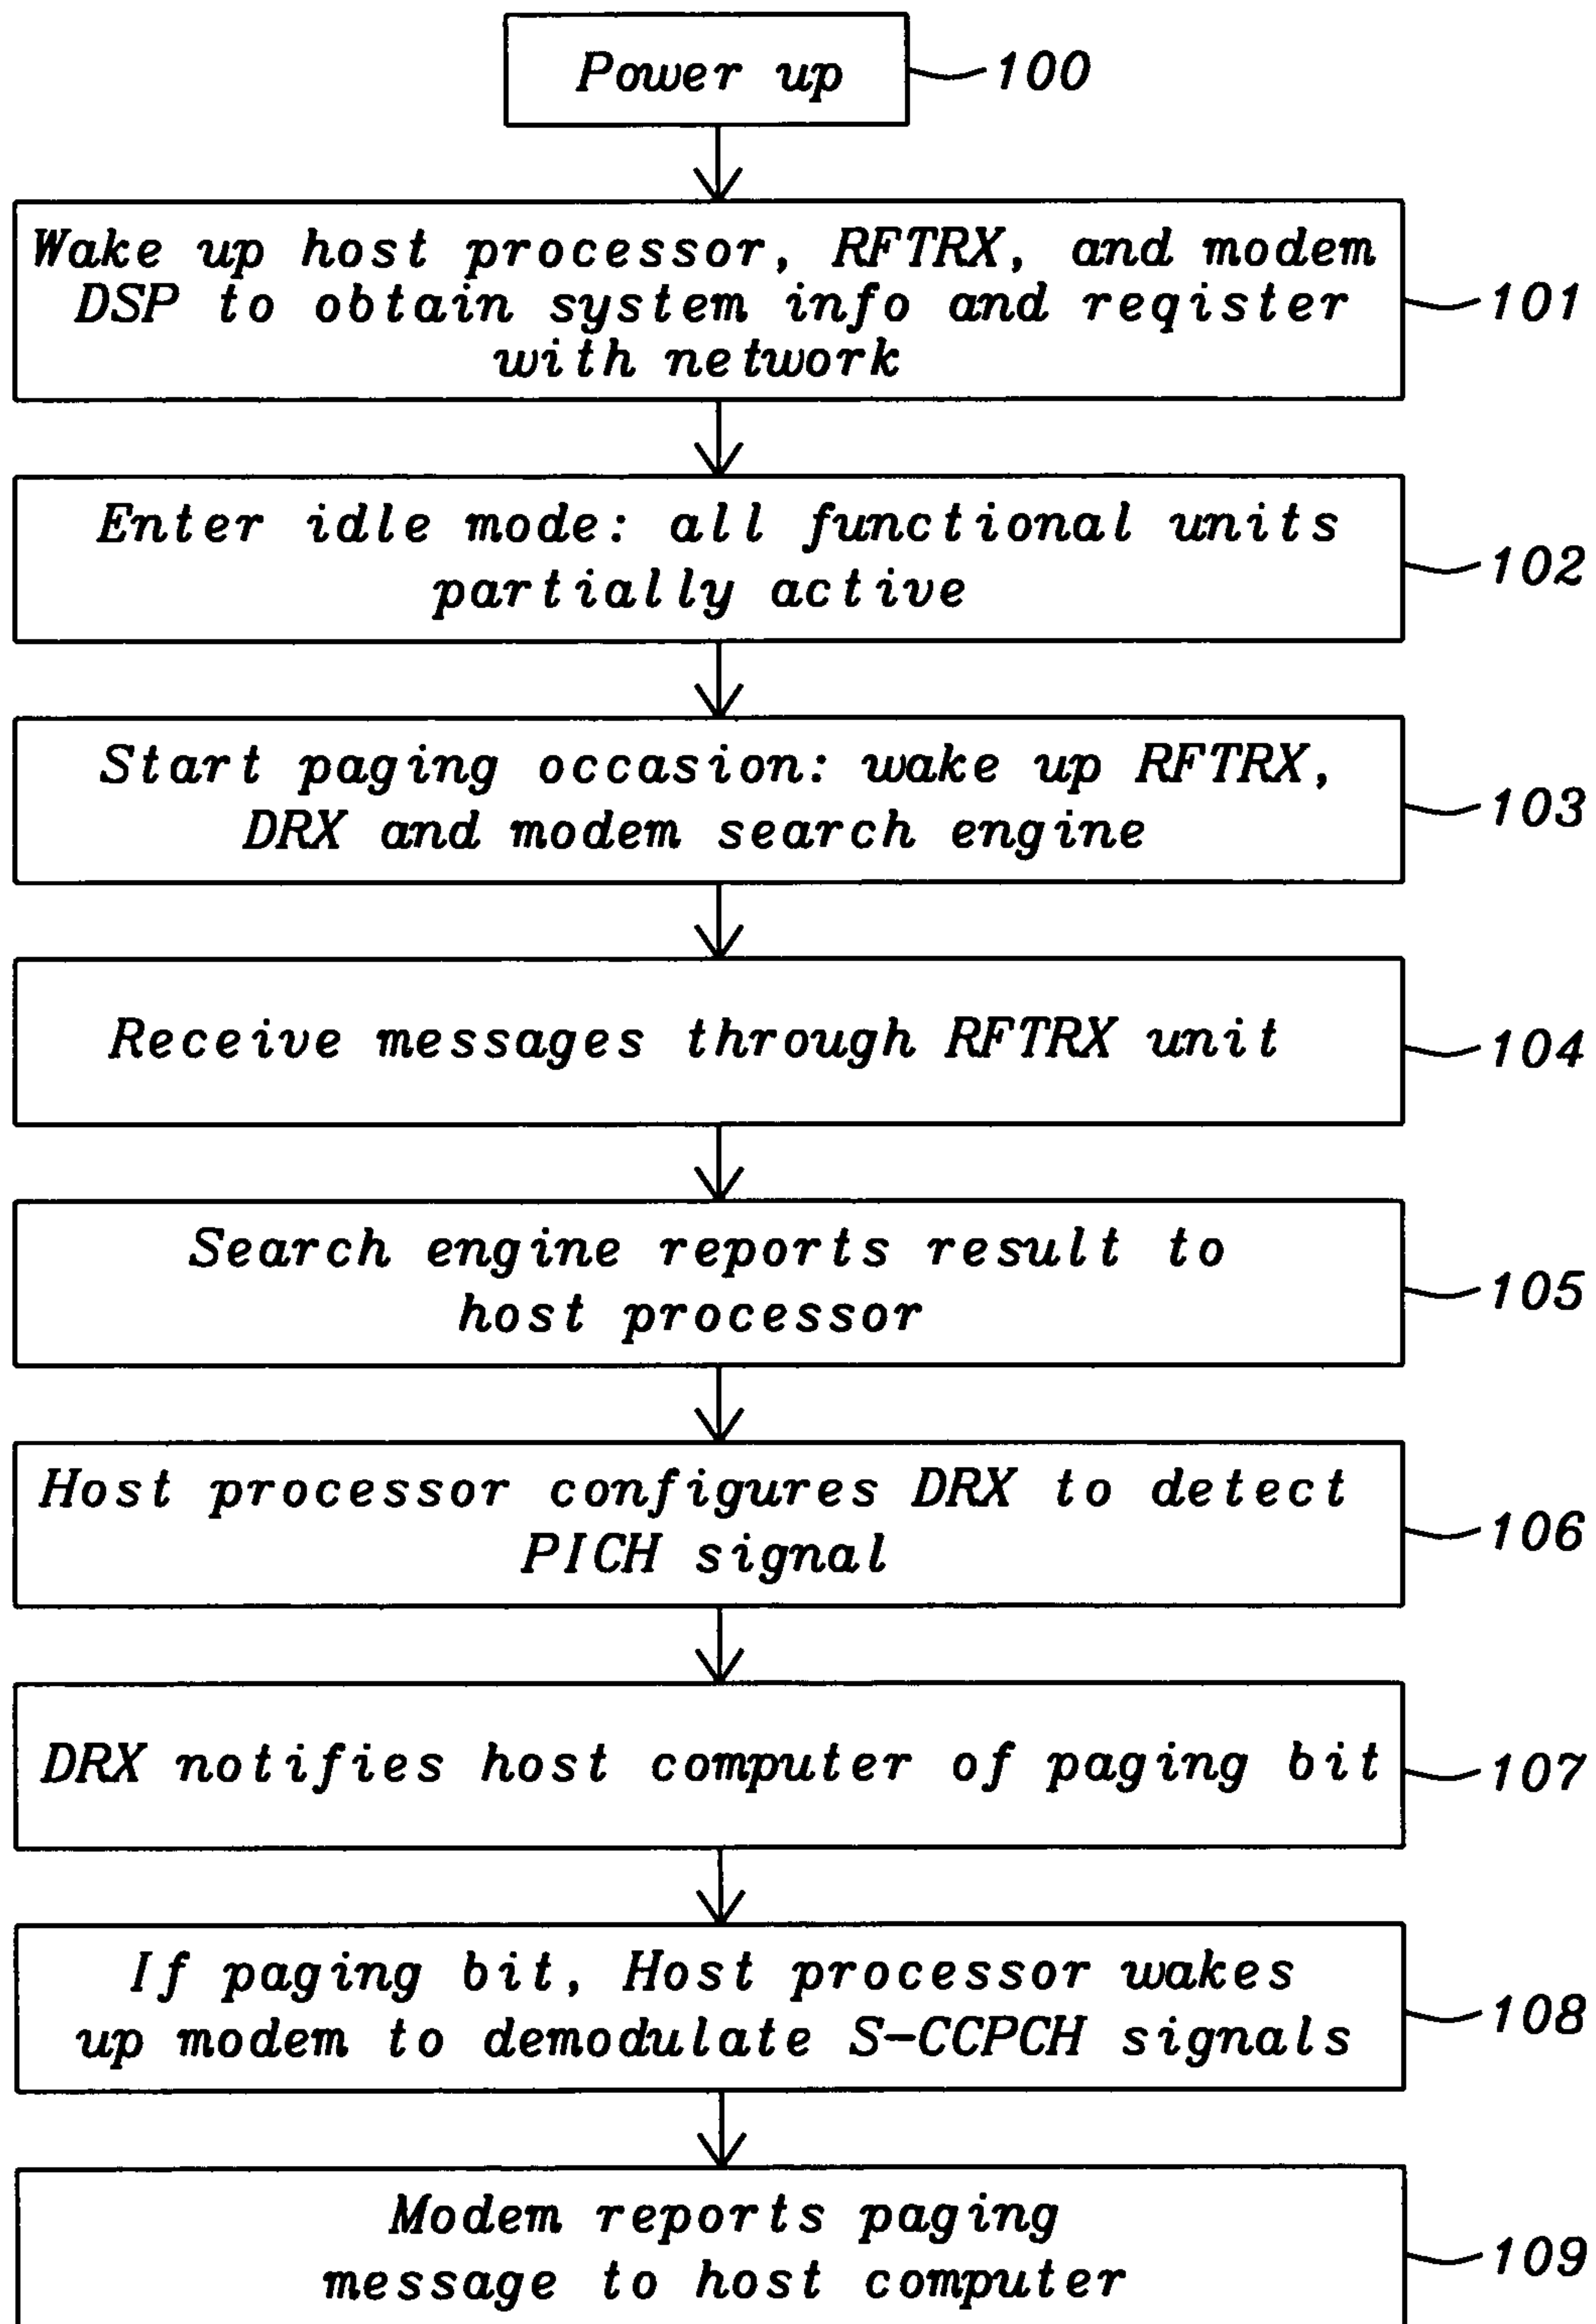 Power up
100
Wake up host processor, RFTRX, and modem
DSP to obtain system info and reqister
with network
101
Enter idle mode: all functional units
partially active
102
Start paging occasion: wake up RFTRX,
DRX and modem search engine
103
Receive messages through RFTRX unit
104
Search engine reports result to
host processor
105
Host processor configures DRX to detect
PICH signal
106
DRX notifies host computer of paging bit
107
If paging bit, Host processor wakes
up modem to demodulate S-CCPCH signals
108
Modem reports paging
message to host computer
109